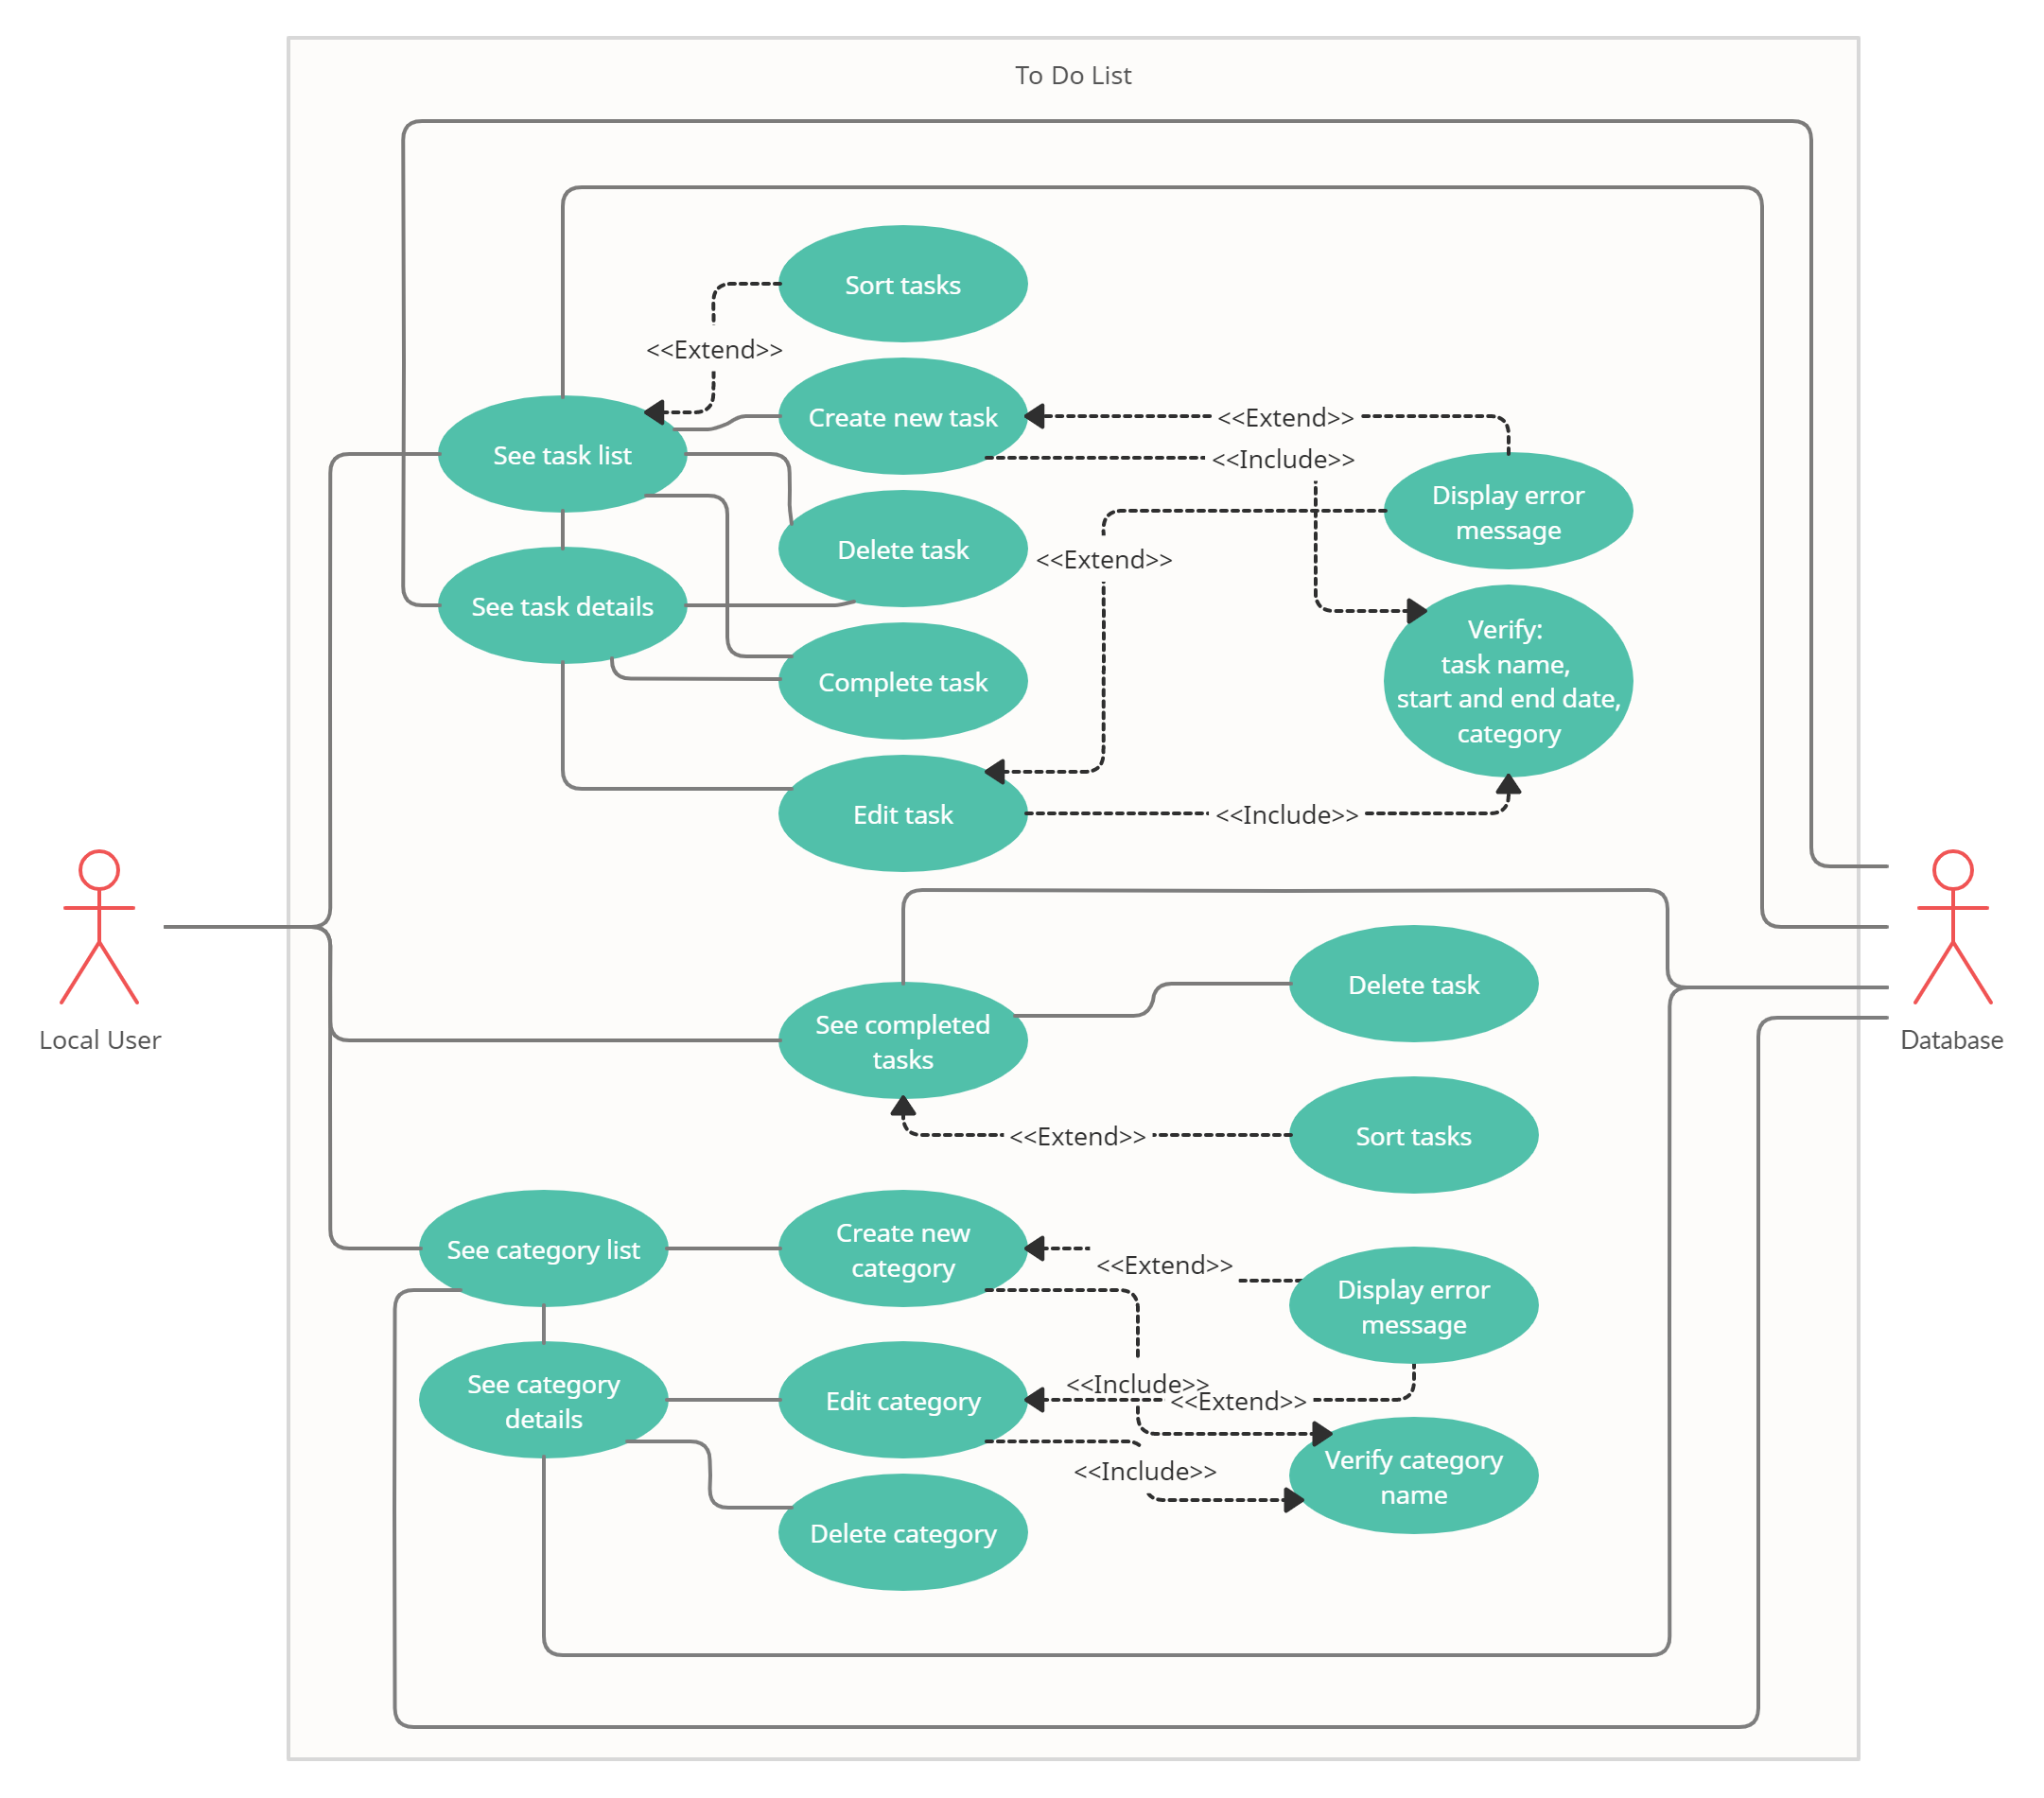 To Do List
Sort tasks
<<Extend>>
Create new task
<<Extend>>
See task list
<<Include>>
Display error
message
Delete task
<<Extend>>
See task details
Verify:
task name,
start and end date,
category
Complete task
Edit task
<<Include>>
Local User
Database
See completed
tasks
Delete task
<<Extend>>
Sort tasks
See category list
Create new
category
<<Extend>>
Display error
message
See category
details
Edit category
<<Include>>
<<Extend>>
<<Include>>
Verify category
name
Delete category